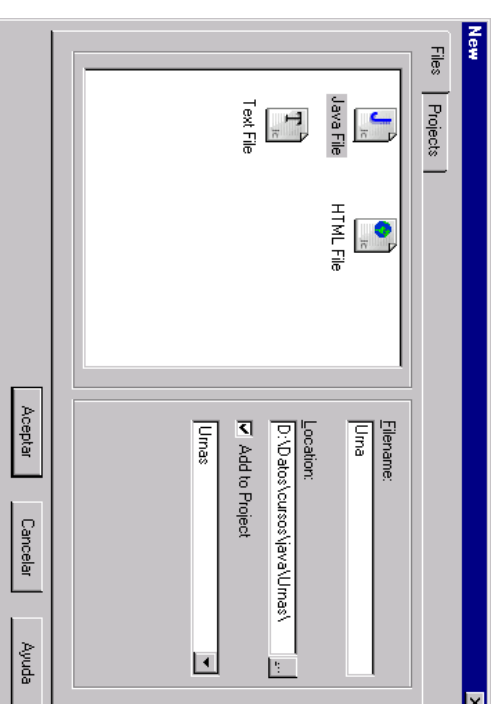 New
Files Projects
Java File
HTML File
Text File
Filename:
Urna
Location:
D:\Datos\cursos\java\Urnas\
...
Add to Project
Urnas
Aceptar Cancelar Ayuda